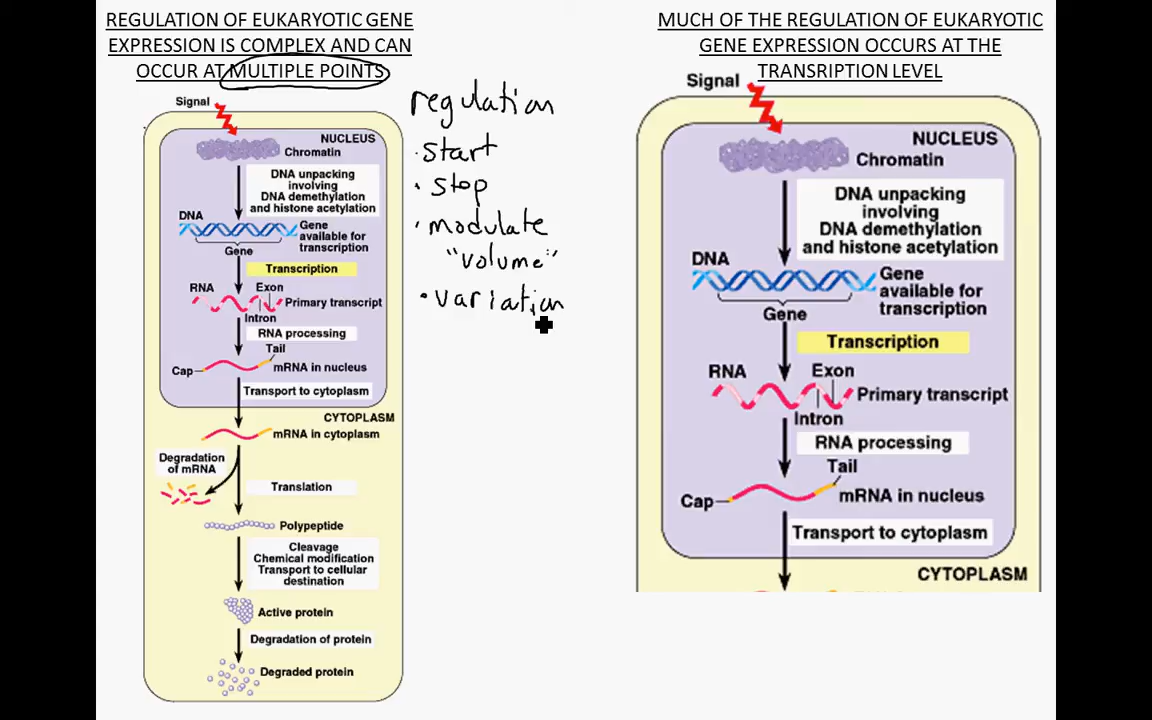 REGULATION OF EUKARYOTIC GENE
EXPRESSION IS COMPLEX AND CAN
OCCUR AT MULTIPLE POINTS
Signal
NUCLEUS
Chromatin
DNA unpacking
involving
DNA demethylation
and histone acetylation
DNA
Gene
available for
transcription
Gene
Transcription
RNA
Exon
Primary transcript
Intron
RNA processing
Tail
Cap
mRNA in nucleus
Transport to cytoplasm
CYTOPLASM
mRNA in cytoplasm
Degradation
of mRNA
Translation
Polypeptide
Cleavage
Chemical modification
Transport to cellular
destination
Active protein
Degradation of protein
Degraded protein
regulation
· start
· stop
· modulate
"volume"
· variation
MUCH OF THE REGULATION OF EUKARYOTIC
GENE EXPRESSION OCCURS AT THE
TRANSRIPTION LEVEL
Signal
NUCLEUS
Chromatin
DNA unpacking
involving
DNA demethylation
and histone acetylation
DNA
Gene
available for
transcription
Gene
Transcription
RNA
Exon
Primary transcript
Intron
RNA processing
Tail
Cap
mRNA in nucleus
Transport to cytoplasm
CYTOPLASM